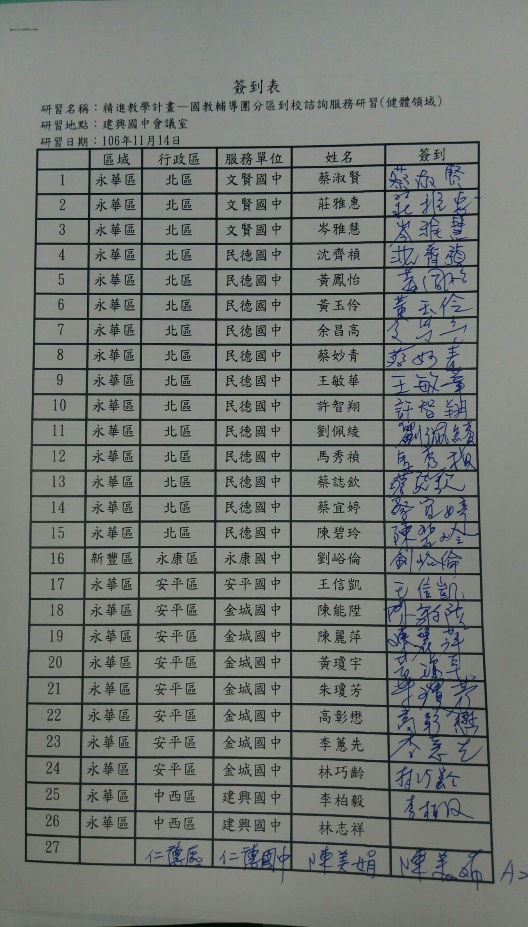 簽到表
研習名稱：精進教學計畫—國教輔導團分區到校諮詢服務研習(健體領域)
研習地點：建興國中會議室
研習日期：106年11月14日
區域 行政區 服務單位 姓名 簽到
1 永華區 北區 文賢國中 蔡淑賢 蔡淑賢
2 永華區 北區 文賢國中 莊雅惠 莊雅惠
3 永華區 北區 文賢國中 岑雅慧 岑雅慧
4 永華區 北區 民德國中 沈齊禎 沈齊禎
5 永華區 北區 民德國中 黃鳳怡
6 永華區 北區 民德國中 黃玉伶 黃玉伶
7 永華區 北區 民德國中 余昌高
8 永華區 北區 民德國中 蔡妙青 蔡妙青
9 永華區 北區 民德國中 王敏華 王敏華
10 永華區 北區 民德國中 許智翔 許智翔
11 永華區 北區 民德國中 劉佩綾 劉佩綾
12 永華區 北區 民德國中 馬秀禎 馬秀禎
13 永華區 北區 民德國中 蔡誌欽
14 永華區 北區 民德國中 蔡宜婷 蔡宜婷
15 永華區 北區 民德國中 陳碧玲 陳碧玲
16 新豐區 永康區 永康國中 劉峪倫 劉峪倫
17 永華區 安平區 安平國中 王信凱 王信凱
18 永華區 安平區 金城國中 陳能陞
19 永華區 安平區 金城國中 陳麗萍 陳麗萍
20 永華區 安平區 金城國中 黃瓊宇
21 永華區 安平區 金城國中 朱瓊芳 朱瓊芳
22 永華區 安平區 金城國中 高彰懋 高彰懋
23 永華區 安平區 金城國中 李蕙先 李蕙先
24 永華區 安平區 金城國中 林巧齡 林巧齡
25 永華區 中西區 建興國中 李柏毅 李柏毅
26 永華區 中西區 建興國中 林志祥
27 仁德區 仁德國中 陳美娟 陳美娟